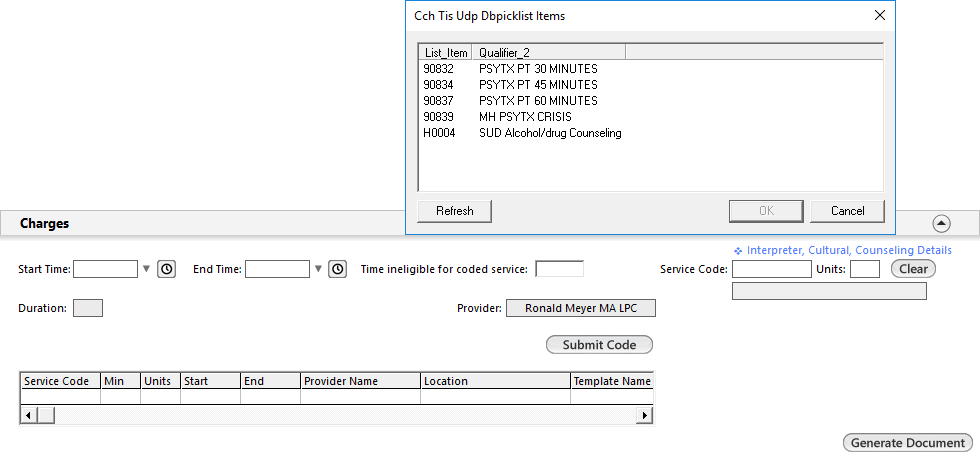 Cch Tis Udp Dbpicklist Items
List_Item Qualifier_2
90832 PSYTX PT 30 MINUTES
90834 PSYTX PT 45 MINUTES
90837 PSYTX PT 60 MINUTES
90839 MH PSYTX CRISIS
H0004 SUD Alcohol/drug Counseling
Refresh OK Cancel
Charges
Interpreter, Cultural, Counseling Details
Start Time: End Time: Time ineligible for coded service: Service Code: Units: Clear
Duration: Provider: Ronald Meyer MA LPC
Submit Code
Service Code Min Units Start End Provider Name Location Template Name
Generate Document